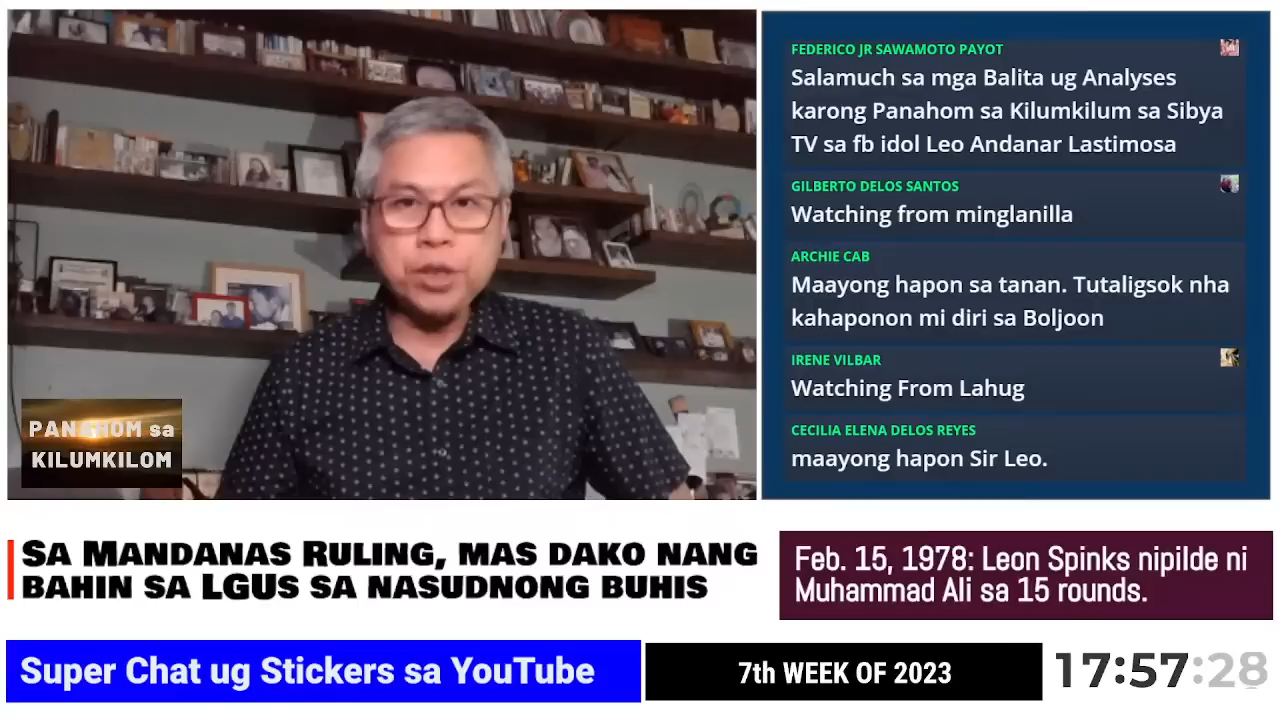 FEDERICO JR SAWAMOTO PAYOT
Salamuch sa mga Balita ug Analyses
karong Panahom sa Kilumkilum sa Sibya
TV sa fb idol Leo Andanar Lastimosa
GILBERTO DELOS SANTOS
Watching from minglanilla
ARCHIE CAB
Maayong hapon sa tanan. Tutaligsok nha
kahaponon mi diri sa Boljoon
IRENE VILBAR
Watching From Lahug
CECILIA ELENA DELOS REYES
maayong hapon Sir Leo.
PANAHOM sa
KILUMKILOM
SA MANDANAS RULING, MAS DAKO NANG
BAHIN SA LGUS SA NASUDNONG BUHIS
Feb. 15, 1978: Leon Spinks nipilde ni
Muhammad Ali sa 15 rounds.
Super Chat ug Stickers sa YouTube
7th WEEK OF 2023
17:57:28